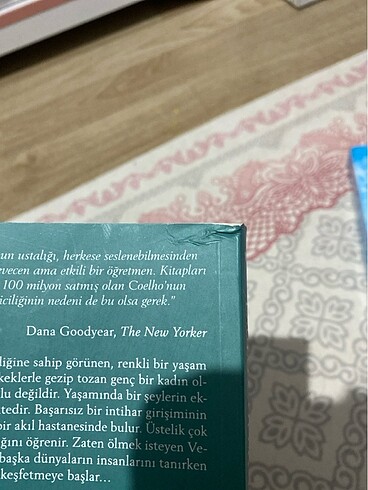 un ustalığı, herkese seslenebilmesinden
vecen ama etkili bir öğretmen. Kitapları
100 milyon satmış olan Coelho'nun
iciliğinin nedeni de bu olsa gerek."
Dana Goodyear, The New Yorker
diğine sahip görünen, renkli bir yaşam
keklerle gezip tozan genç bir kadın ol-
lu değildir. Yaşamında bir şeylerin ek-
tedir. Başarısız bir intihar girişiminin
bir akıl hastanesinde bulur. Üstelik çok
ğını öğrenir. Zaten ölmek isteyen Ve-
başka dünyaların insanlarını tanırken
keşfetmeye başlar...